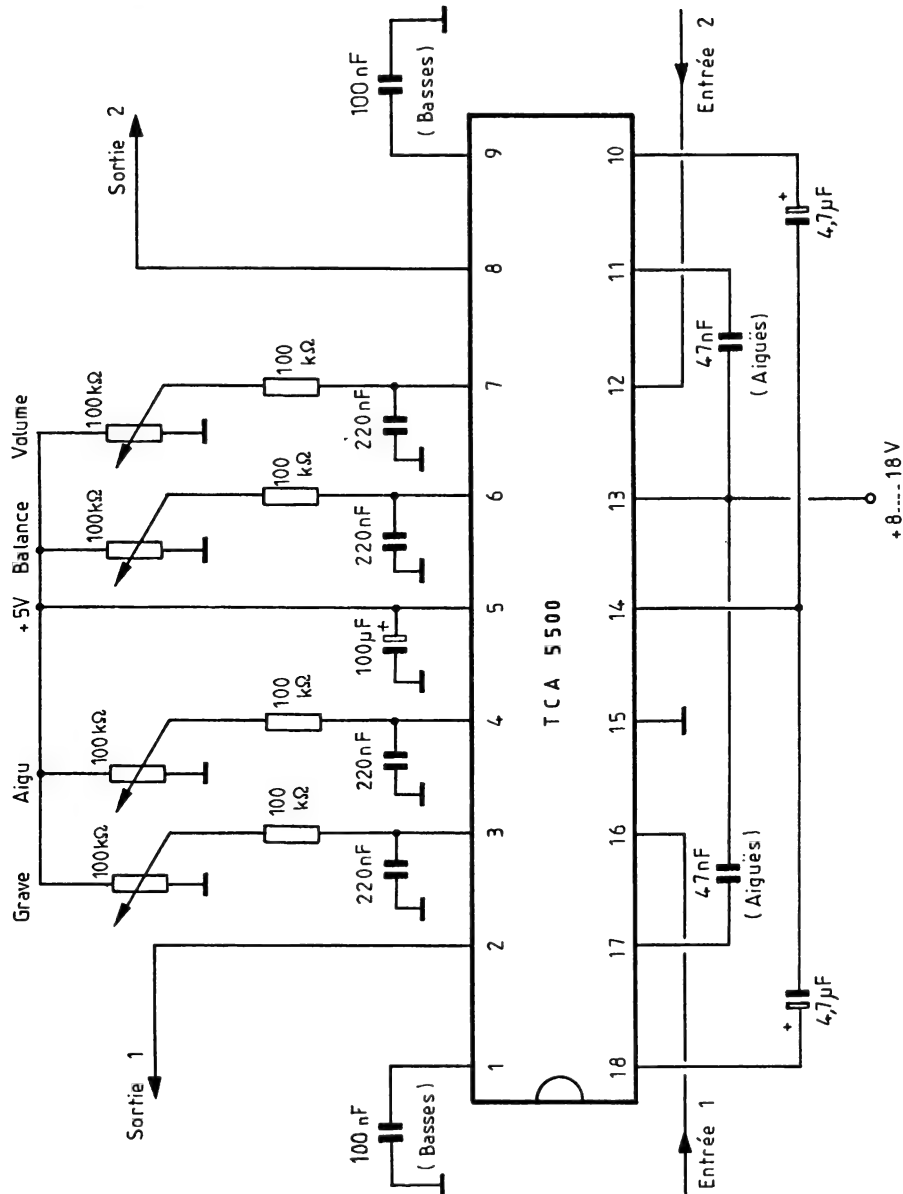 Grave
Aigu
+ 5V
Balance
Volume
100kΩ
100kΩ
100kΩ
100kΩ
Sortie 1
Sortie 2
100
kΩ
100
kΩ
100
kΩ
100
kΩ
100 nF
(Basses)
220nF
220nF
100µF
+
220nF
220nF
100nF
(Basses)
1
2
3
4
5
6
7
8
9
TCA 5500
18
17
16
15
14
13
12
11
10
Entrée 1
47nF
(Aiguës)
47nF
(Aiguës)
Entrée 2
+
4,7µF
+
4,7µF
+8----18V